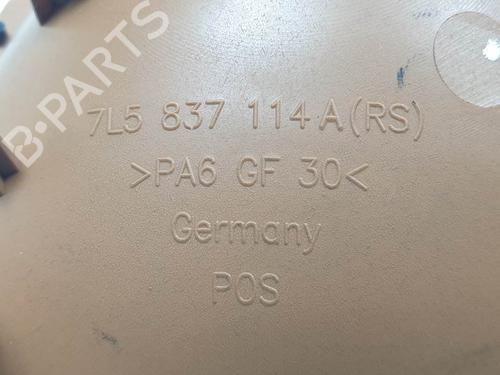 B-PARTS
7L5 837 114 A (RS)
>PA6 GF 30<
Germany
POS